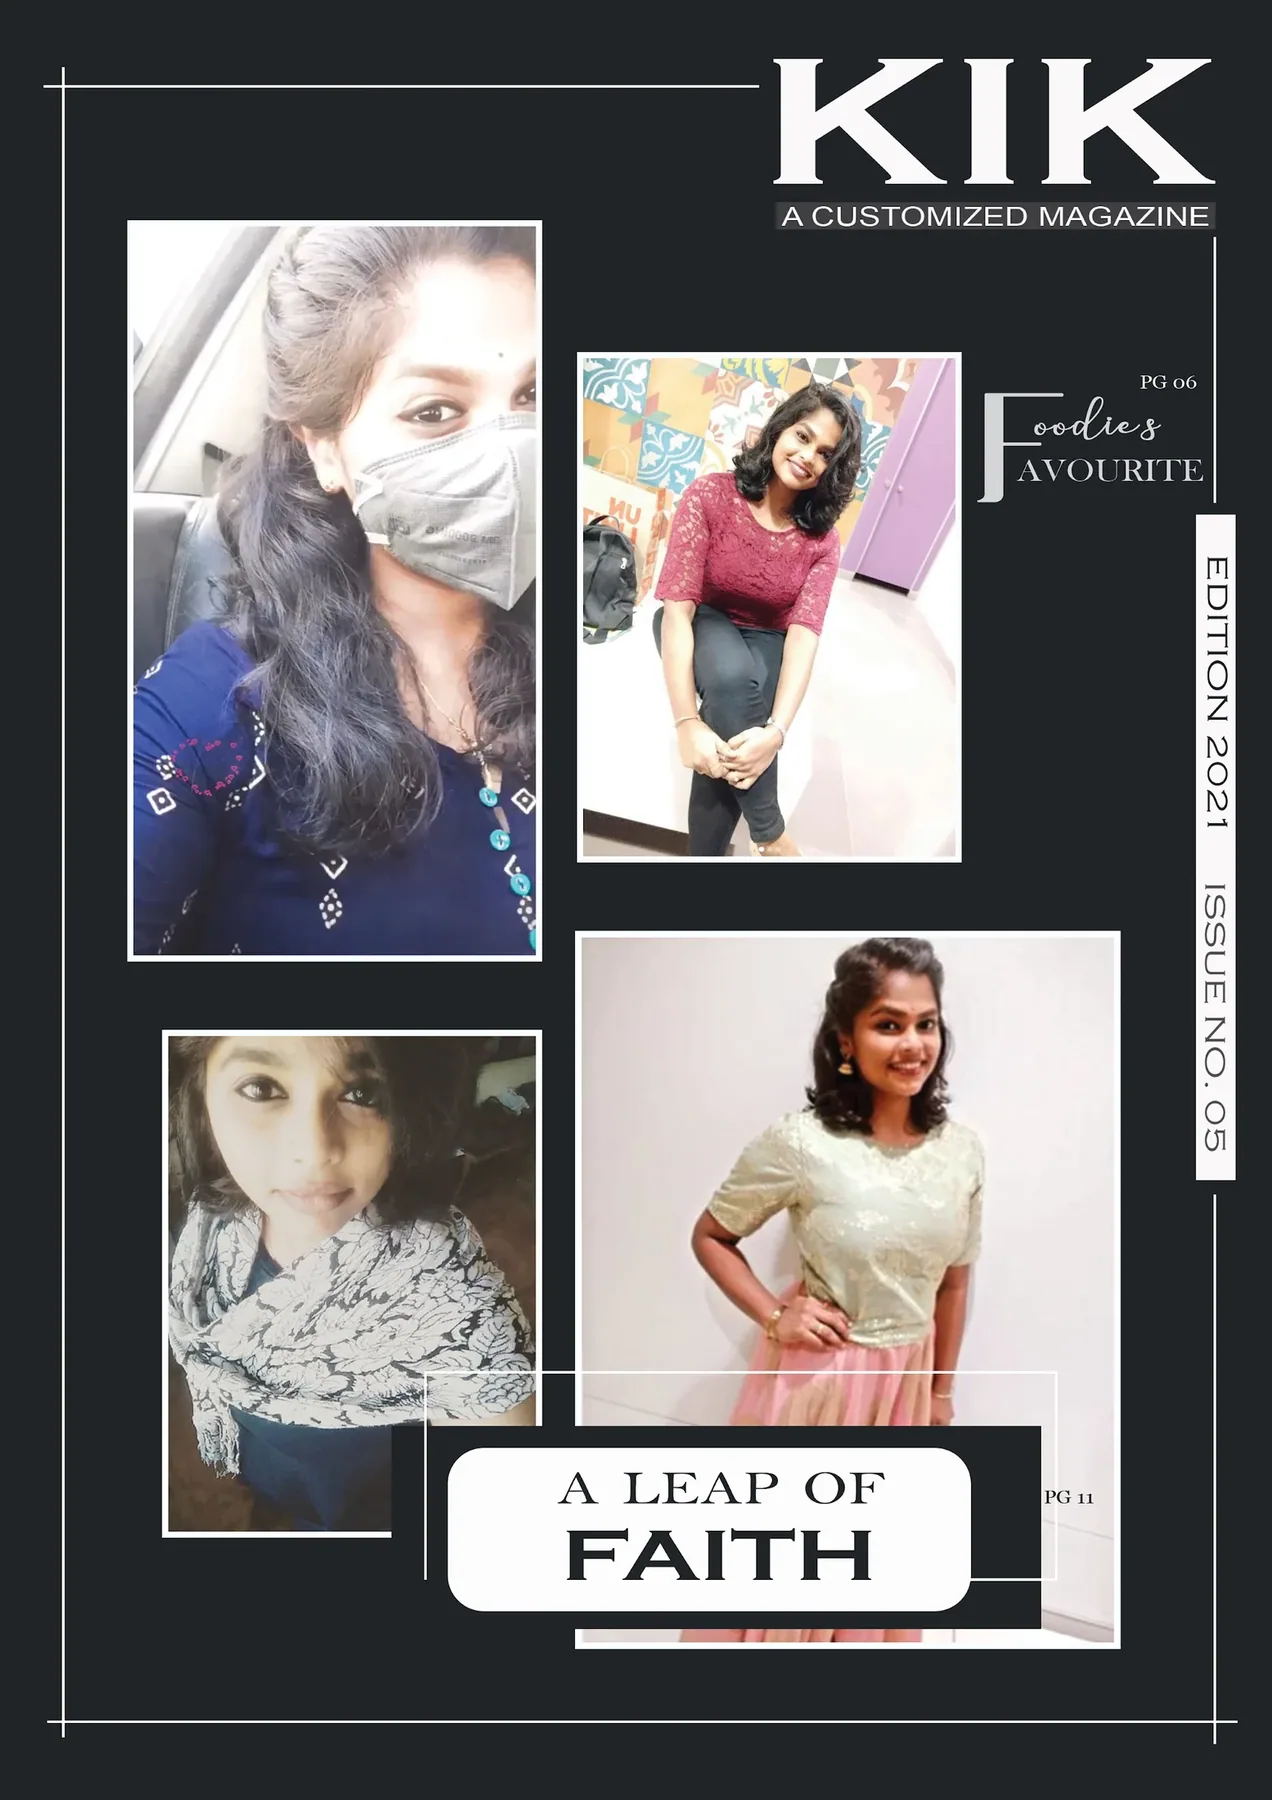 KIK
A CUSTOMIZED MAGAZINE
PG 06
Foodie's
FAVOURITE
EDITION 2021 ISSUE NO. 05
A LEAP OF
FAITH
PG 11